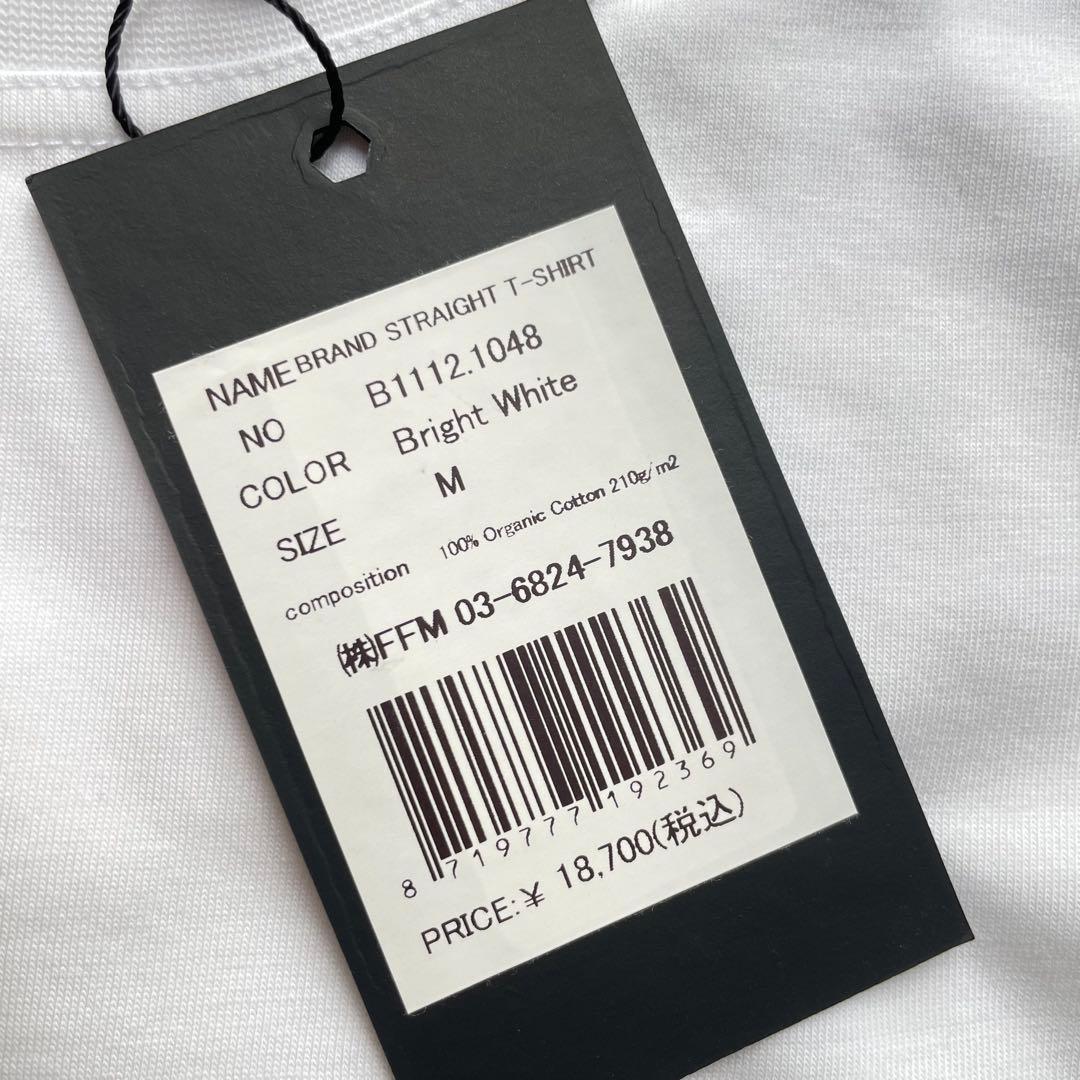 NAME BRAND STRAIGHT T-SHIRT
NO B1112.1048
COLOR Bright White
SIZE M
composition 100% Organic Cotton 210g/m2
㈱FFM 03-6824-7938
8 719777 192369
PRICE:¥ 18,700(税込)